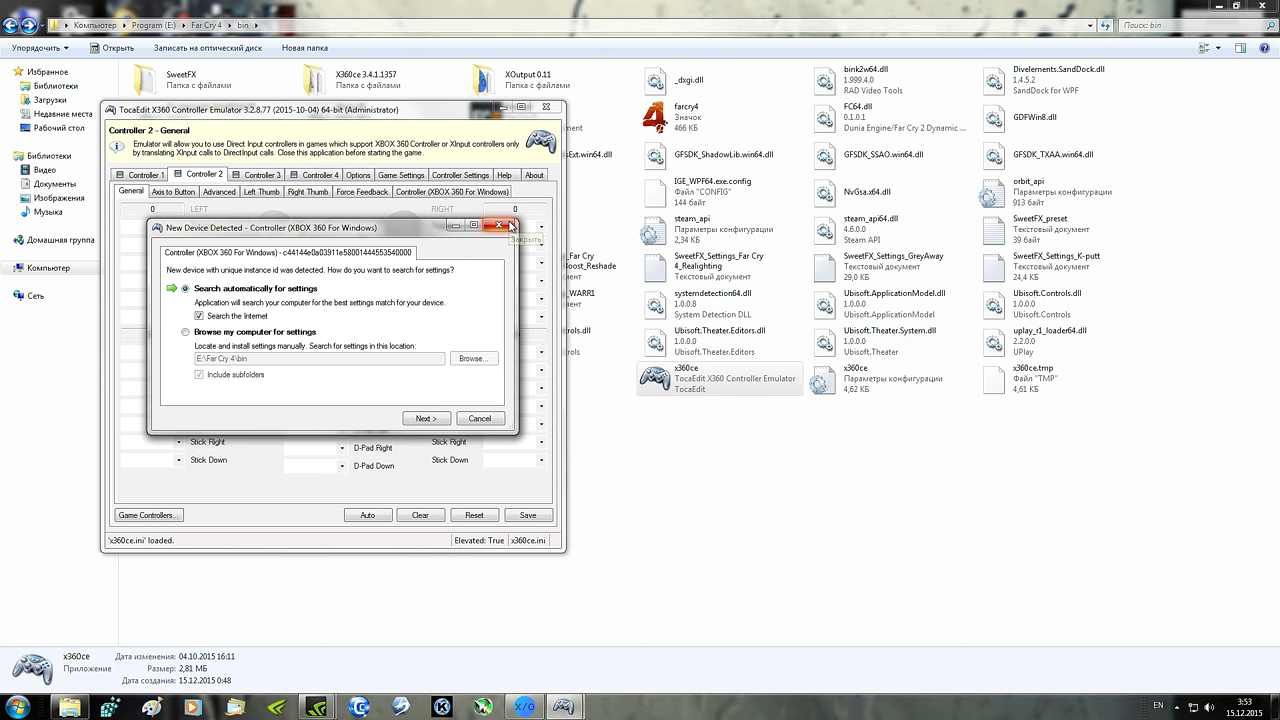 Компьютер ▸ Program (E:) ▸ Far Cry 4 ▸ bin ▸
Поиск: bin
Упорядочить
Открыть
Записать на оптический диск
Новая папка
Избранное
Библиотеки
Загрузки
Недавние места
Рабочий стол
Библиотеки
Видео
Документы
Изображения
Музыка
Домашняя группа
Компьютер
Сеть
SweetFX
Папка с файлами
X360ce 3.4.1.1357
Папка с файлами
XOutput 0.11
Папка с файлами
_dxgi.dll
bink2w64.dll
1.999.4.0
RAD Video Tools
Divelements.SandDock.dll
1.4.5.2
SandDock for WPF
farcry4
Значок
466 КБ
FC64.dll
0.1.0.1
Dunia Engine/Far Cry 2 Dynamic ...
GDFWin8.dll
GFSDK_ShadowLib.win64.dll
GFSDK_SSAO.win64.dll
GFSDK_TXAA.win64.dll
IGE_WPF64.exe.config
Файл "CONFIG"
144 байт
NvGsa.x64.dll
orbit_api
Параметры конфигурации
913 байт
steam_api
Параметры конфигурации
2,34 КБ
steam_api64.dll
4.6.0.0
Steam API
SweetFX_preset
Текстовый документ
39 байт
SweetFX_Settings_Far Cry
4_Realighting
Текстовый документ
SweetFX_Settings_GreyAway
Текстовый документ
29,0 КБ
SweetFX_Settings_K-putt
Текстовый документ
24,4 КБ
systemdetection64.dll
1.0.0.8
System Detection DLL
Ubisoft.ApplicationModel.dll
1.0.0.0
Ubisoft.ApplicationModel
Ubisoft.Controls.dll
1.0.0.0
Ubisoft.Controls
Ubisoft.Theater.Editors.dll
1.0.0.0
Ubisoft.Theater.Editors
Ubisoft.Theater.System.dll
1.0.0.0
Ubisoft.Theater
uplay_r1_loader64.dll
2.2.0.0
UPlay
x360ce
TocaEdit X360 Controller Emulator
TocaEdit
x360ce
Параметры конфигурации
4,62 КБ
x360ce.tmp
Файл "TMP"
4,61 КБ
TocaEdit X360 Controller Emulator 3.2.8.77 (2015-10-04) 64-bit (Administrator)
Controller 2 - General
Emulator will allow you to use Direct Input controllers in games which support XBOX 360 Controller or XInput controllers only
by translating XInput calls to DirectInput calls. Close this application before starting the game.
Controller 1
Controller 2
Controller 3
Controller 4
Options
Game Settings
Controller Settings
Help
About
General
Axis to Button
Advanced
Left Thumb
Right Thumb
Force Feedback
Controller (XBOX 360 For Windows)
0
LEFT
RIGHT
0
New Device Detected - Controller (XBOX 360 For Windows)
Закрыть
Controller (XBOX 360 For Windows) - c44144e0a03911e58001444553540000
New device with unique instance id was detected. How do you want to search for settings?
Search automatically for settings
Application will search your computer for the best settings match for your device.
Search the Internet
Browse my computer for settings
Locate and install settings manually. Search for settings in this location:
E:\Far Cry 4\bin
Browse...
Include subfolders
Next >
Cancel
Stick Right
D-Pad Right
Stick Right
Stick Down
D-Pad Down
Stick Down
Game Controllers...
Auto
Clear
Reset
Save
'x360ce.ini' loaded.
Elevated: True
x360ce.ini
x360ce
Приложение
Дата изменения: 04.10.2015 16:11
Размер: 2,81 МБ
Дата создания: 15.12.2015 0:48
X/O
EN
3:53
15.12.2015